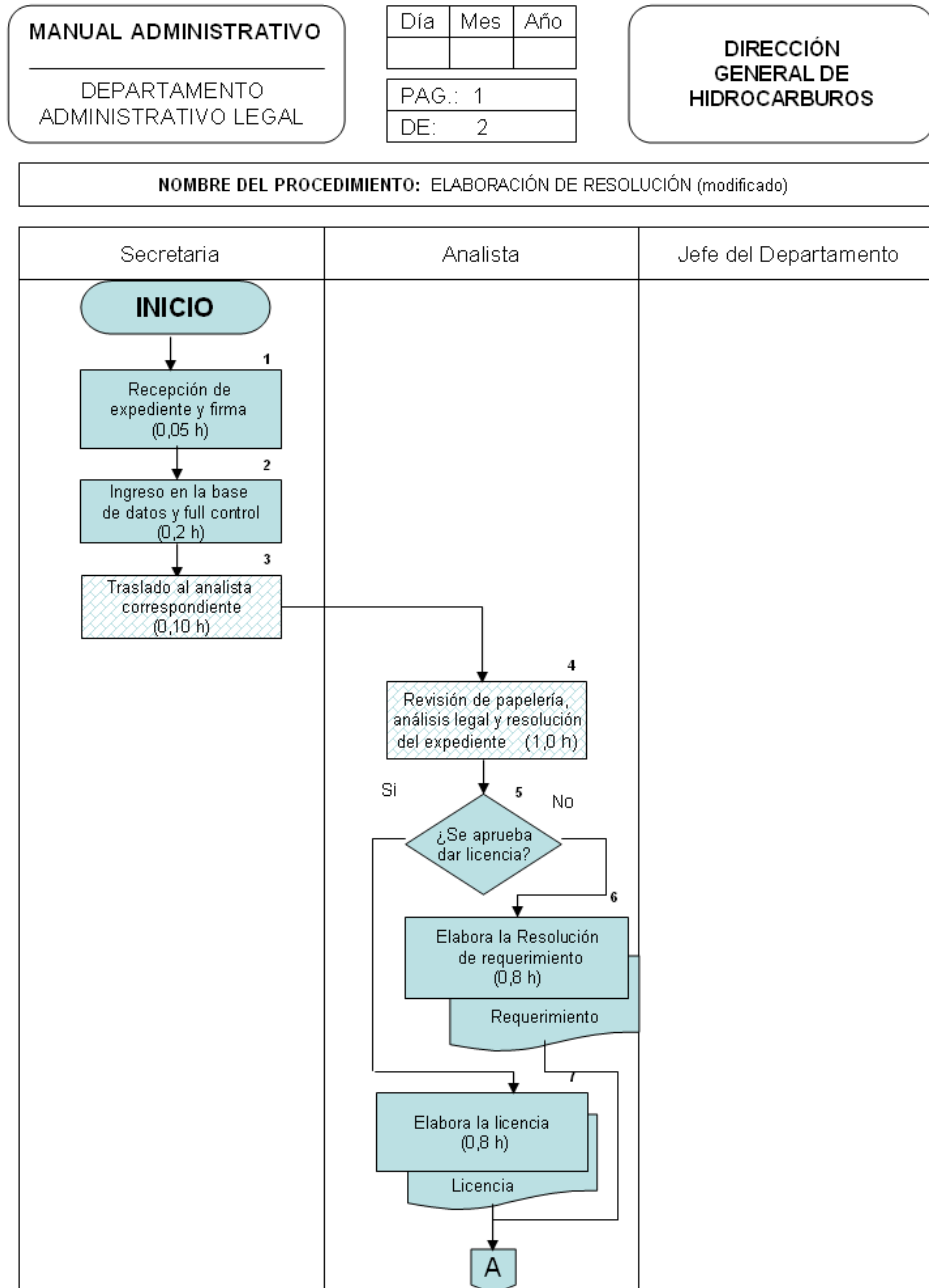 MANUAL ADMINISTRATIVO
DEPARTAMENTO
ADMINISTRATIVO LEGAL
Día Mes Año
PAG.: 1
DE: 2
DIRECCIÓN
GENERAL DE
HIDROCARBUROS
NOMBRE DEL PROCEDIMIENTO: ELABORACIÓN DE RESOLUCIÓN (modificado)
Secretaria
Analista
Jefe del Departamento
INICIO
1
Recepción de
expediente y firma
(0,05 h)
2
Ingreso en la base
de datos y full control
(0,2 h)
3
Traslado al analista
correspondiente
(0,10 h)
4
Revisión de papelería,
análisis legal y resolución
del expediente (1,0 h)
Si
5
No
¿Se aprueba
dar licencia?
6
Elabora la Resolución
de requerimiento
(0,8 h)
Requerimiento
7
Elabora la licencia
(0,8 h)
Licencia
A